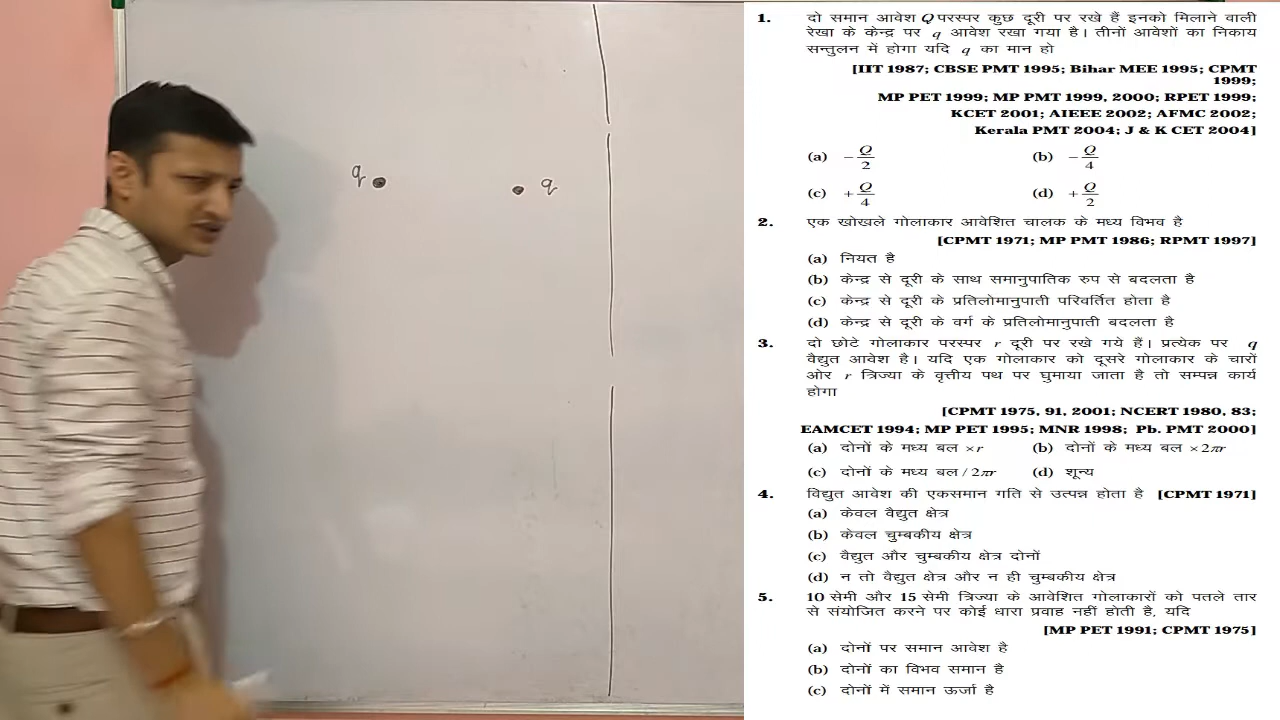 q
q
1. दो समान आवेश Q परस्पर कुछ दूरी पर रखे हैं इनको मिलाने वाली
रेखा के केन्द्र पर q आवेश रखा गया है। तीनों आवेशों का निकाय
सन्तुलन में होगा यदि q का मान हो
[IIT 1987; CBSE PMT 1995; Bihar MEE 1995; CPMT
1999;
MP PET 1999; MP PMT 1999, 2000; RPET 1999;
KCET 2001; AIEEE 2002; AFMC 2002;
Kerala PMT 2004; J & K CET 2004]
(a) -Q/2 (b) -Q/4
(c) +Q/4 (d) +Q/2
2. एक खोखले गोलाकार आवेशित चालक के मध्य विभव है
[CPMT 1971; MP PMT 1986; RPMT 1997]
(a) नियत है
(b) केन्द्र से दूरी के साथ समानुपातिक रुप से बदलता है
(c) केन्द्र से दूरी के प्रतिलोमानुपाती परिवर्तित होता है
(d) केन्द्र से दूरी के वर्ग के प्रतिलोमानुपाती बदलता है
3. दो छोटे गोलाकार परस्पर r दूरी पर रखे गये हैं। प्रत्येक पर q
वैद्युत आवेश है। यदि एक गोलाकार को दूसरे गोलाकार के चारों
ओर r त्रिज्या के वृत्तीय पथ पर घुमाया जाता है तो सम्पन्न कार्य
होगा
[CPMT 1975, 91, 2001; NCERT 1980, 83;
EAMCET 1994; MP PET 1995; MNR 1998; Pb. PMT 2000]
(a) दोनों के मध्य बल ×r (b) दोनों के मध्य बल ×2πr
(c) दोनों के मध्य बल / 2πr (d) शून्य
4. विद्युत आवेश की एकसमान गति से उत्पन्न होता है [CPMT 1971]
(a) केवल वैद्युत क्षेत्र
(b) केवल चुम्बकीय क्षेत्र
(c) वैद्युत और चुम्बकीय क्षेत्र दोनों
(d) न तो वैद्युत क्षेत्र और न ही चुम्बकीय क्षेत्र
5. 10 सेमी और 15 सेमी त्रिज्या के आवेशित गोलाकारों को पतले तार
से संयोजित करने पर कोई धारा प्रवाह नहीं होती है, यदि
[MP PET 1991; CPMT 1975]
(a) दोनों पर समान आवेश है
(b) दोनों का विभव समान है
(c) दोनों में समान ऊर्जा है